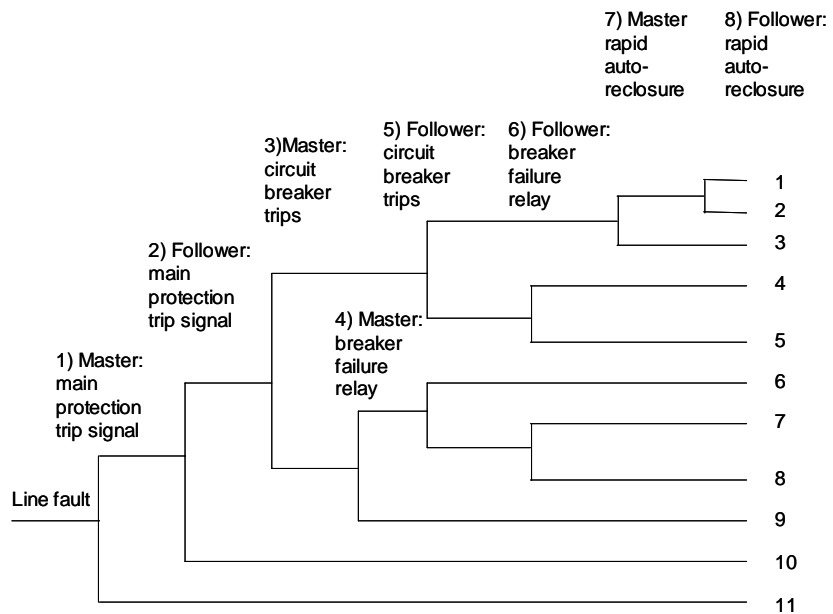 7) Master
rapid
auto-
reclosure
8) Follower:
rapid
auto-
reclosure
5) Follower:
circuit
breaker
trips
6) Follower:
breaker
failure
relay
3)Master:
circuit
breaker
trips
2) Follower:
main
protection
trip signal
4) Master:
breaker
failure
relay
1) Master:
main
protection
trip signal
Line fault
1
2
3
4
5
6
7
8
9
10
11